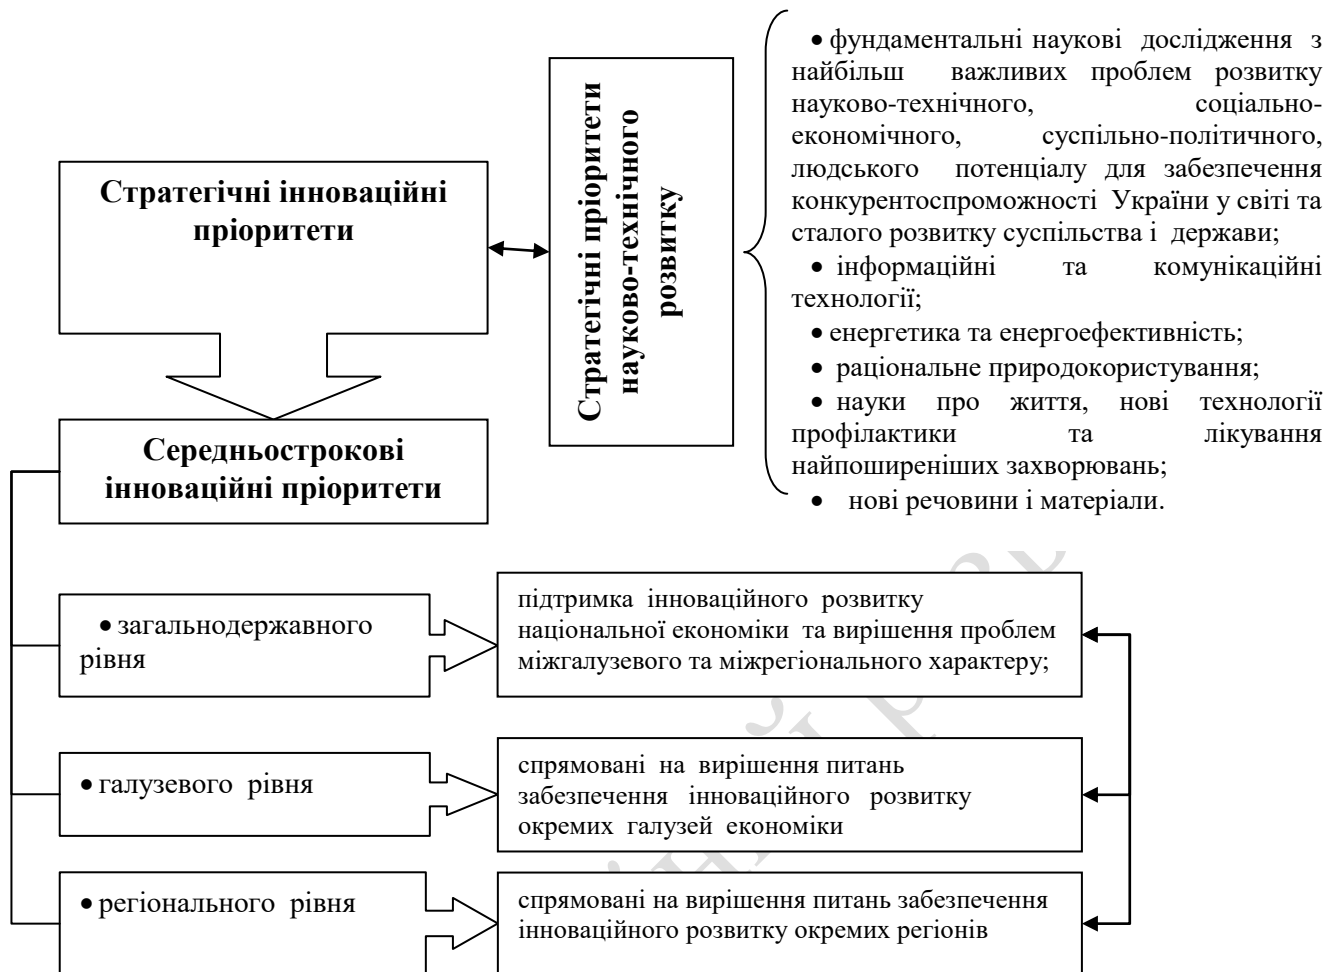 Стратегічні інноваційні
пріоритети
Стратегічні пріоритети
науково-технічного
розвитку
• фундаментальні наукові дослідження з
найбільш важливих проблем розвитку
науково-технічного, соціально-
економічного, суспільно-політичного,
людського потенціалу для забезпечення
конкурентоспроможності України у світі та
сталого розвитку суспільства і держави;
• інформаційні та комунікаційні
технології;
• енергетика та енергоефективність;
• раціональне природокористування;
• науки про життя, нові технології
профілактики та лікування
найпоширеніших захворювань;
• нові речовини і матеріали.
Середньострокові
інноваційні пріоритети
• загальнодержавного
рівня
підтримка інноваційного розвитку
національної економіки та вирішення проблем
міжгалузевого та міжрегіонального характеру;
• галузевого рівня
спрямовані на вирішення питань
забезпечення інноваційного розвитку
окремих галузей економіки
• регіонального рівня
спрямовані на вирішення питань забезпечення
інноваційного розвитку окремих регіонів